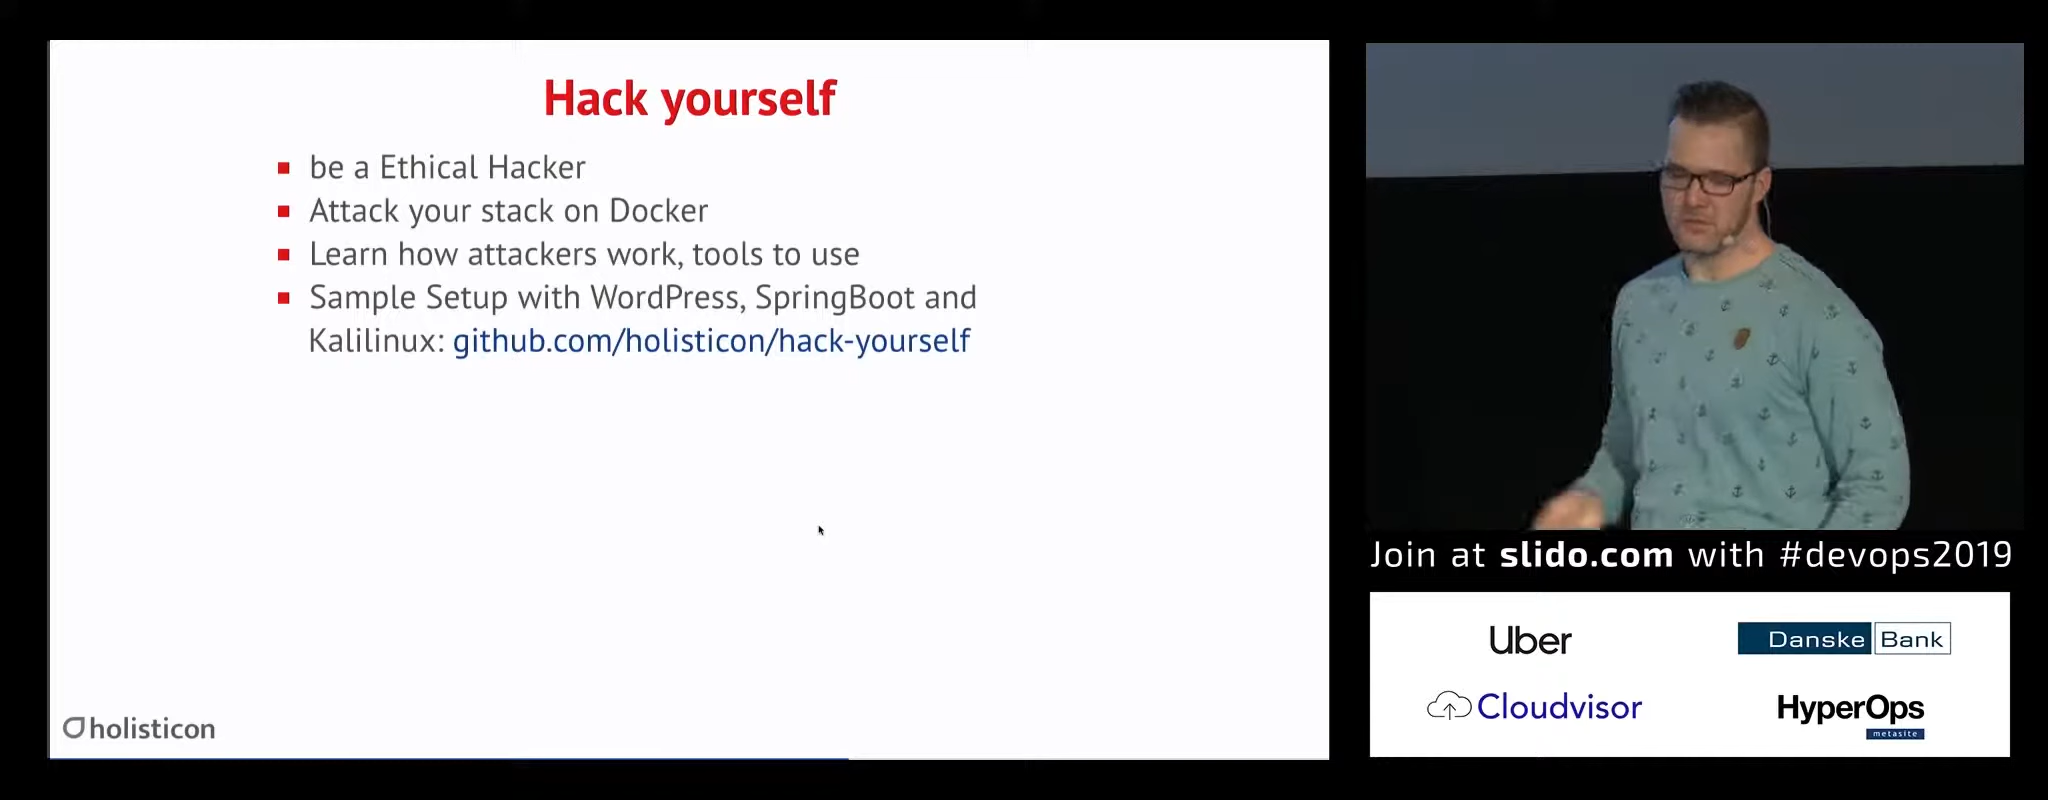 Hack yourself
be a Ethical Hacker
Attack your stack on Docker
Learn how attackers work, tools to use
Sample Setup with WordPress, SpringBoot and
Kalilinux: github.com/holisticon/hack-yourself
holisticon
Join at slido.com with #devops2019
Uber
Danske Bank
Cloudvisor
HyperOps
metasite